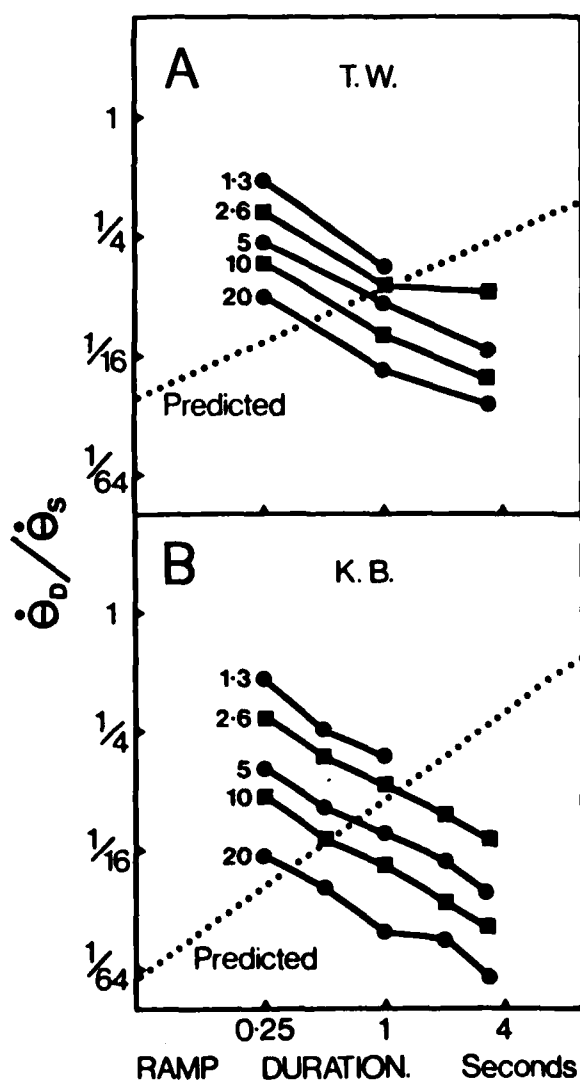 A
T.W.
1
1·3
2·6
1/4
5
10
20
1/16
Predicted
1/64
θ̇D/θ̇S
B
K.B.
1
1·3
2·6
1/4
5
10
1/16
20
Predicted
1/64
0·25 1 4
RAMP DURATION. Seconds